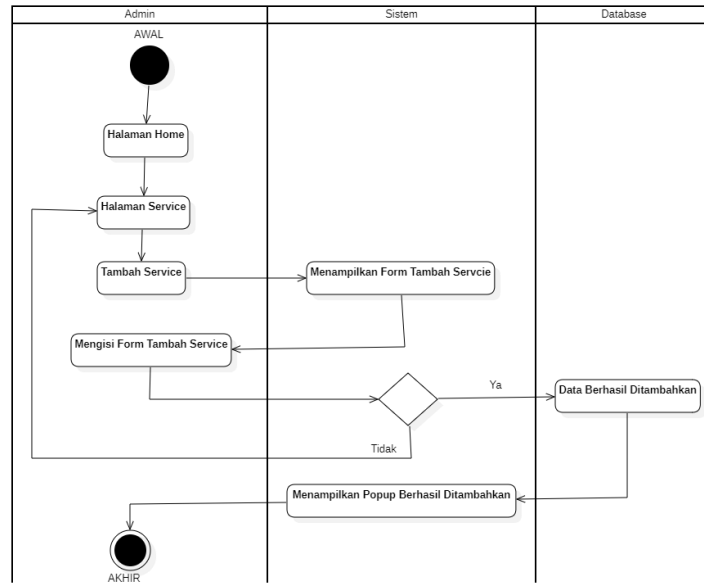 Admin
Sistem
Database
AWAL
Halaman Home
Halaman Service
Tambah Service
Menampilkan Form Tambah Servcie
Mengisi Form Tambah Service
Ya
Data Berhasil Ditambahkan
Tidak
Menampilkan Popup Berhasil Ditambahkan
AKHIR